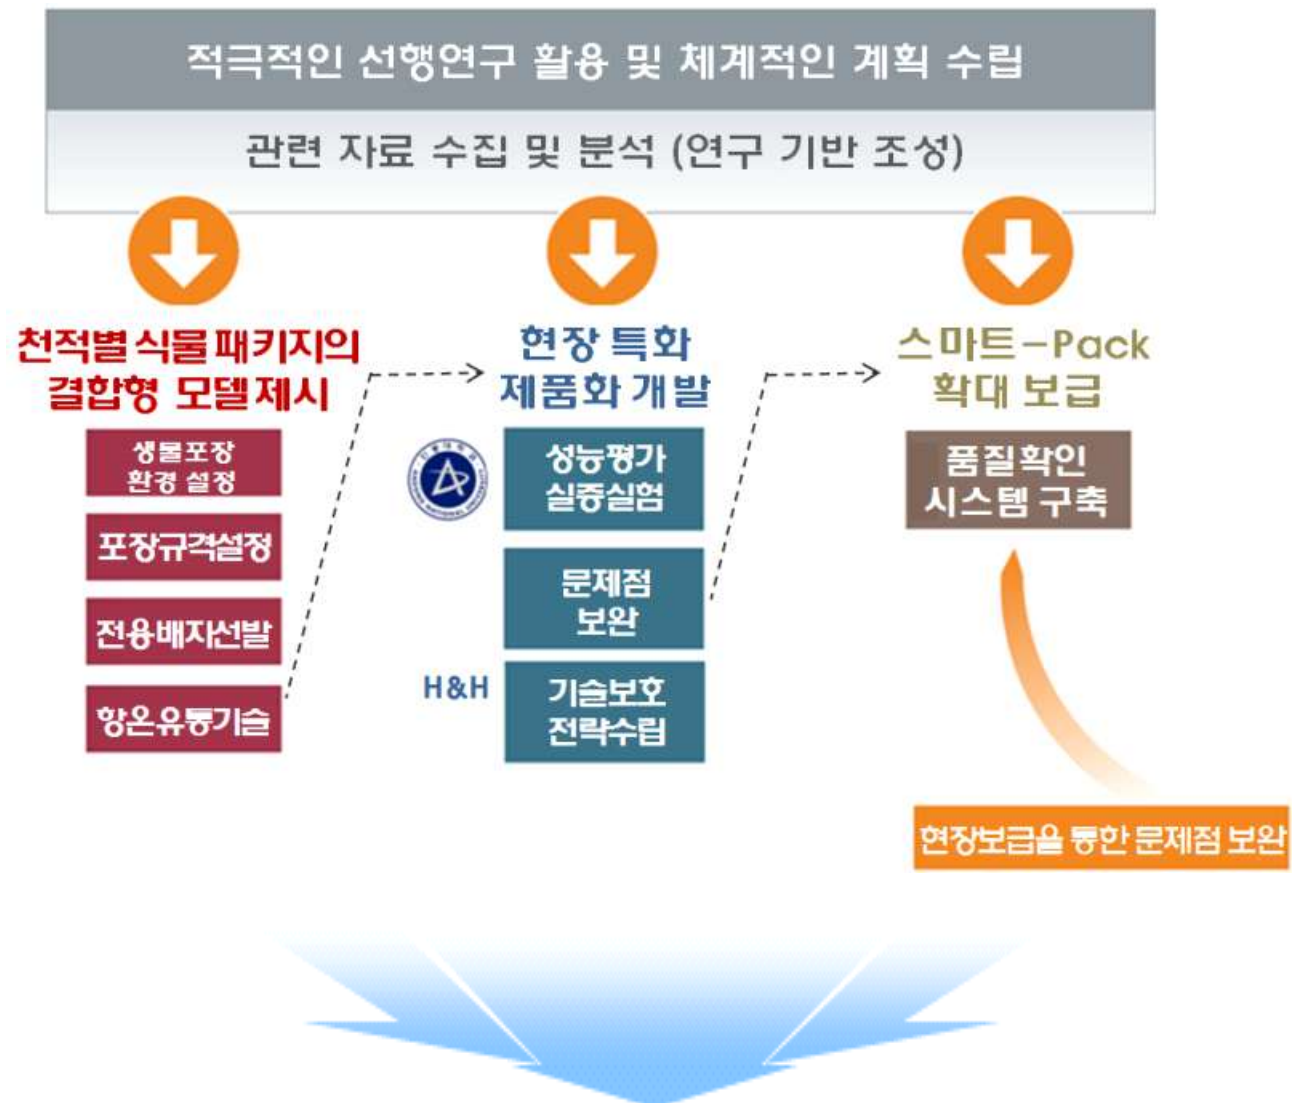 적극적인 선행연구 활용 및 체계적인 계획 수립
관련 자료 수집 및 분석 (연구 기반 조성)
천적별 식물 패키지의
결합형 모델 제시
생물포장
환경 설정
포장규격설정
전용배지선발
항온유통기술
현장 특화
제품화 개발
성능평가
실증실험
문제점
보완
H&H
기술보호
전략수립
스마트-Pack
확대 보급
품질확인
시스템 구축
현장보급을 통한 문제점 보완